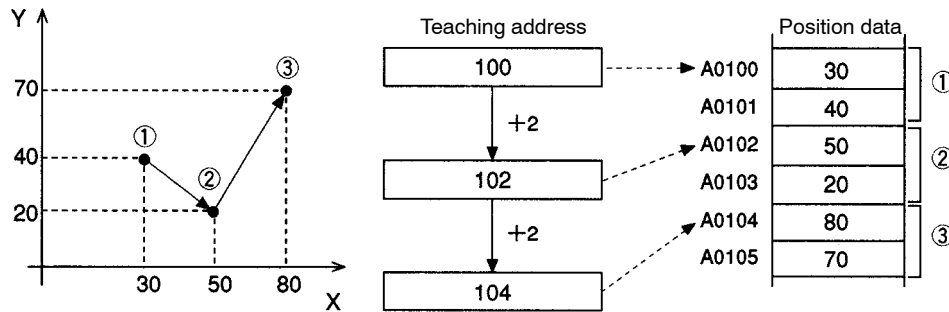 Y
70
40
20
30 50 80
X
①
②
③
Teaching address
100
+2
102
+2
104
Position data
A0100 30
A0101 40
①
A0102 50
A0103 20
②
A0104 80
A0105 70
③